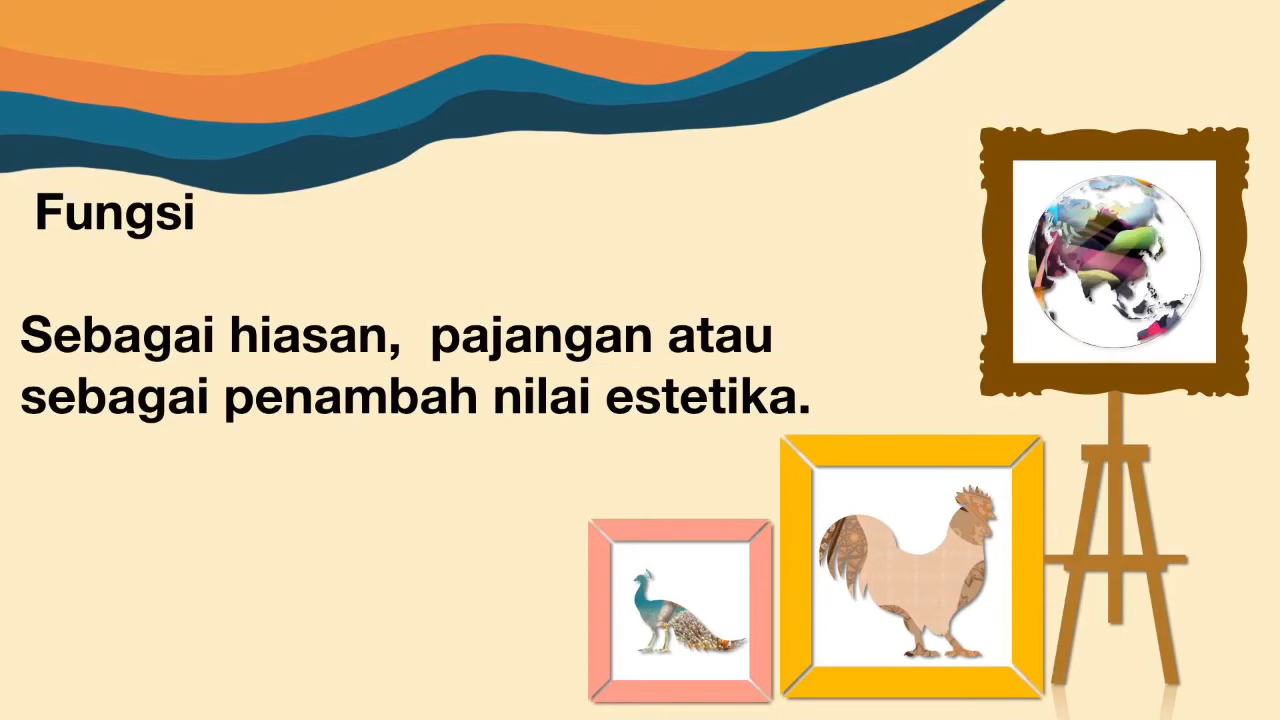 Fungsi
Sebagai hiasan, pajangan atau
sebagai penambah nilai estetika.